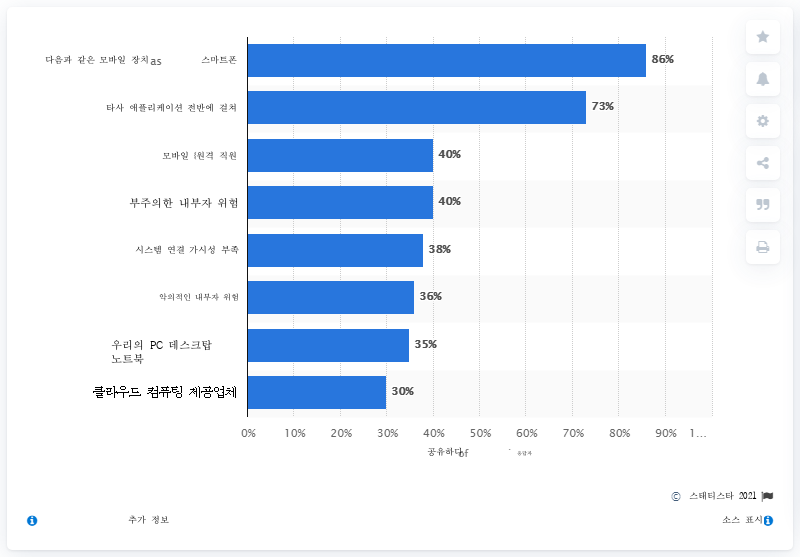 다음과 같은 모바일 장치 as 스마트폰
86%
타사 애플리케이션 전반에 걸쳐
73%
모바일 원격 직원
40%
부주의한 내부자 위험
40%
시스템 연결 가시성 부족
38%
악의적인 내부자 위험
36%
우리의 PC 데스크탑
노트북
35%
클라우드 컴퓨팅 제공업체
30%
0% 10% 20% 30% 40% 50% 60% 70% 80% 90% 1...
공유하다 of 응답자
© 스태티스타 2021
추가 정보 소스 표시